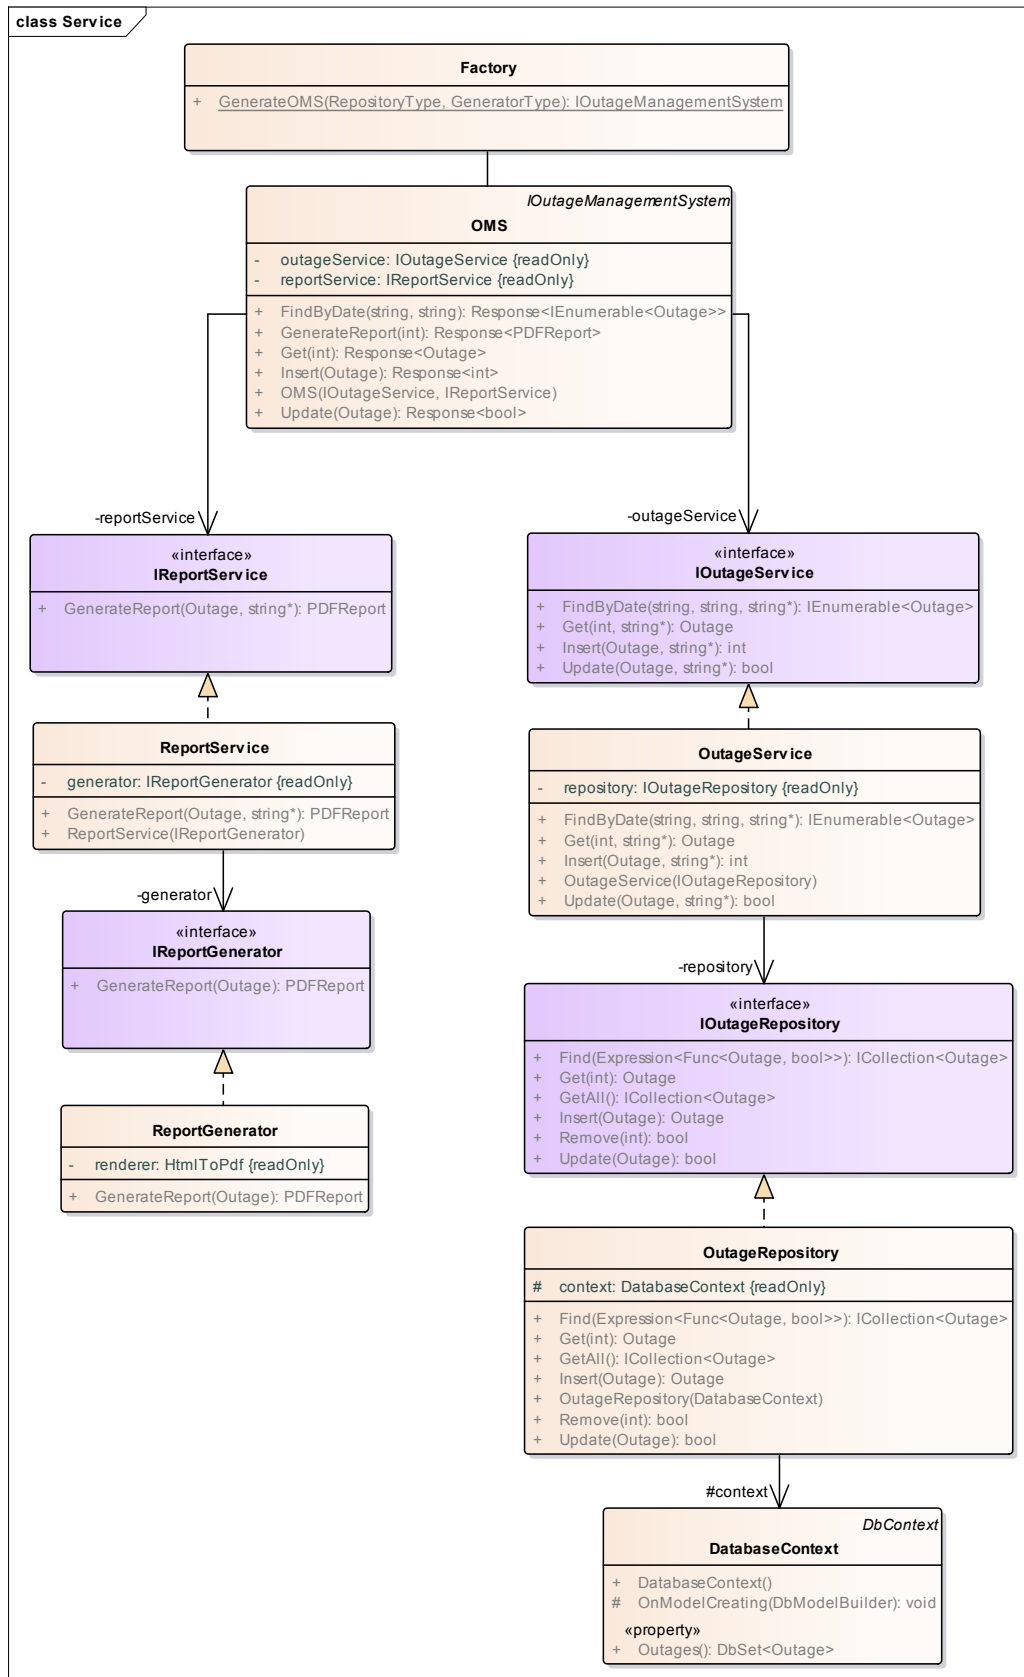 class Service
Factory
+ GenerateOMS(RepositoryType, GeneratorType): IOutageManagementSystem
IOutageManagementSystem
OMS
- outageService: IOutageService {readOnly}
- reportService: IReportService {readOnly}
+ FindByDate(string, string): Response<IEnumerable<Outage>>
+ GenerateReport(int): Response<PDFReport>
+ Get(int): Response<Outage>
+ Insert(Outage): Response<int>
+ OMS(IOutageService, IReportService)
+ Update(Outage): Response<bool>
-reportService
«interface»
IReportService
+ GenerateReport(Outage, string*): PDFReport
ReportService
- generator: IReportGenerator {readOnly}
+ GenerateReport(Outage, string*): PDFReport
+ ReportService(IReportGenerator)
-generator
«interface»
IReportGenerator
+ GenerateReport(Outage): PDFReport
ReportGenerator
- renderer: HtmlToPdf {readOnly}
+ GenerateReport(Outage): PDFReport
-outageService
«interface»
IOutageService
+ FindByDate(string, string, string*): IEnumerable<Outage>
+ Get(int, string*): Outage
+ Insert(Outage, string*): int
+ Update(Outage, string*): bool
OutageService
- repository: IOutageRepository {readOnly}
+ FindByDate(string, string, string*): IEnumerable<Outage>
+ Get(int, string*): Outage
+ Insert(Outage, string*): int
+ OutageService(IOutageRepository)
+ Update(Outage, string*): bool
-repository
«interface»
IOutageRepository
+ Find(Expression<Func<Outage, bool>>): ICollection<Outage>
+ Get(int): Outage
+ GetAll(): ICollection<Outage>
+ Insert(Outage): Outage
+ Remove(int): bool
+ Update(Outage): bool
OutageRepository
# context: DatabaseContext {readOnly}
+ Find(Expression<Func<Outage, bool>>): ICollection<Outage>
+ Get(int): Outage
+ GetAll(): ICollection<Outage>
+ Insert(Outage): Outage
+ OutageRepository(DatabaseContext)
+ Remove(int): bool
+ Update(Outage): bool
#context
DbContext
DatabaseContext
+ DatabaseContext()
# OnModelCreating(DbModelBuilder): void
«property»
+ Outages(): DbSet<Outage>